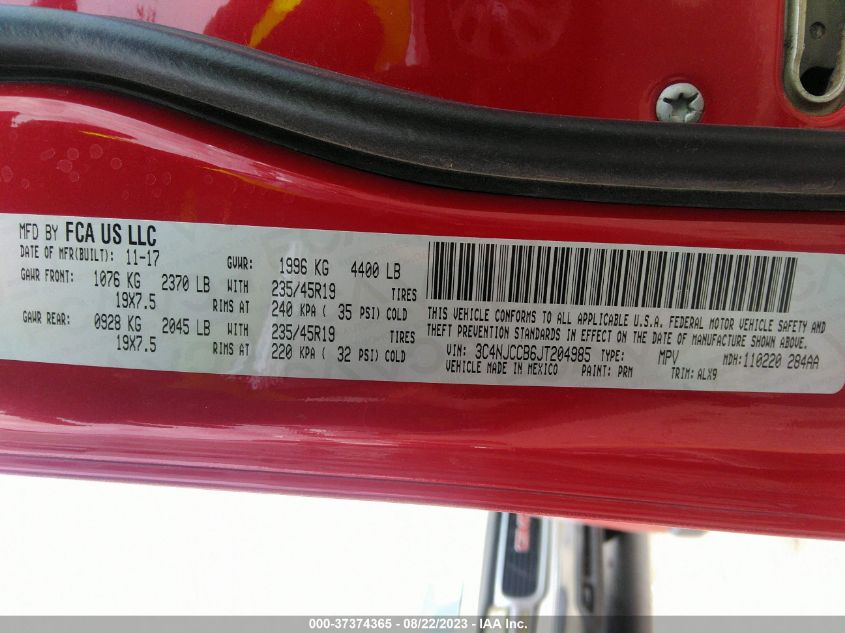 MFD BY FCA US LLC
DATE OF MFR(BUILT): 11-17
GVWR: 1996 KG 4400 LB
GAWR FRONT: 1076 KG 2370 LB WITH 235/45R19 TIRES
19X7.5 RIMS AT 240 KPA ( 35 PSI) COLD
GAWR REAR: 0928 KG 2045 LB WITH 235/45R19 TIRES
19X7.5 RIMS AT 220 KPA ( 32 PSI) COLD
THIS VEHICLE CONFORMS TO ALL APPLICABLE U.S.A. FEDERAL MOTOR VEHICLE SAFETY AND
THEFT PREVENTION STANDARDS IN EFFECT ON THE DATE OF MANUFACTURE SHOWN ABOVE.
VIN: 3C4NJCCB6JT204985 TYPE: MPV MDH: 110220 284AA
VEHICLE MADE IN MEXICO PAINT: PRM TRIM: ALX9
000-37374365 - 08/22/2023 - IAAI.com